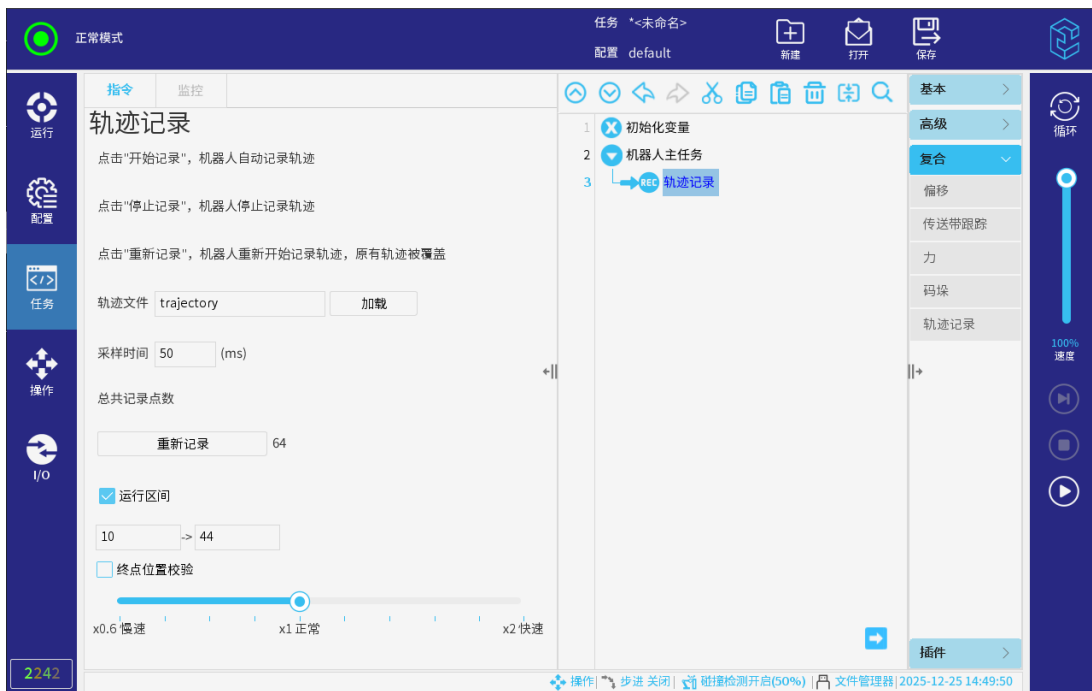 正常模式
任务 *<未命名>
配置 default
新建
打开
保存
运行
配置
任务
操作
I/O
2242
指令
监控
轨迹记录
点击"开始记录"，机器人自动记录轨迹
点击"停止记录"，机器人停止记录轨迹
点击"重新记录"，机器人重新开始记录轨迹，原有轨迹被覆盖
轨迹文件 trajectory 加载
采样时间 50 (ms)
总共记录点数
重新记录 64
运行区间
10 -> 44
终点位置校验
x0.6 慢速 x1 正常 x2 快速
1 初始化变量
2 机器人主任务
3 REC 轨迹记录
基本
高级
复合
偏移
传送带跟踪
力
码垛
轨迹记录
插件
循环
100%
速度
操作| 步进 关闭| 碰撞检测开启(50%) | 文件管理器|2025-12-25 14:49:50